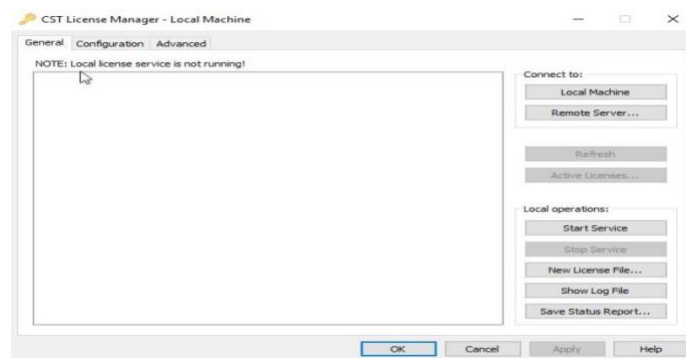 CST License Manager - Local Machine
General Configuration Advanced
NOTE: Local license service is not running!
Connect to:
Local Machine
Remote Server...
Refresh
Active Licenses...
Local operations:
Start Service
Stop Service
New License File...
Show Log File
Save Status Report...
OK Cancel Apply Help